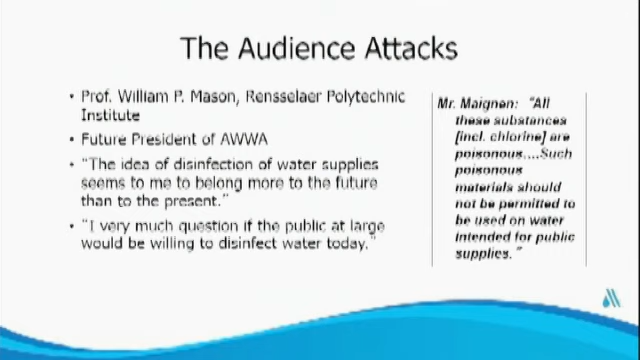 The Audience Attacks
• Prof. William P. Mason, Rensselaer Polytechnic
Institute
• Future President of AWWA
• "The idea of disinfection of water supplies
seems to me to belong more to the future
than to the present."
• "I very much question if the public at large
would be willing to disinfect water today."
Mr. Maignen: "All
these substances
[incl. chlorine] are
poisonous....Such
poisonous
materials should
not be permitted to
be used on water
intended for public
supplies."